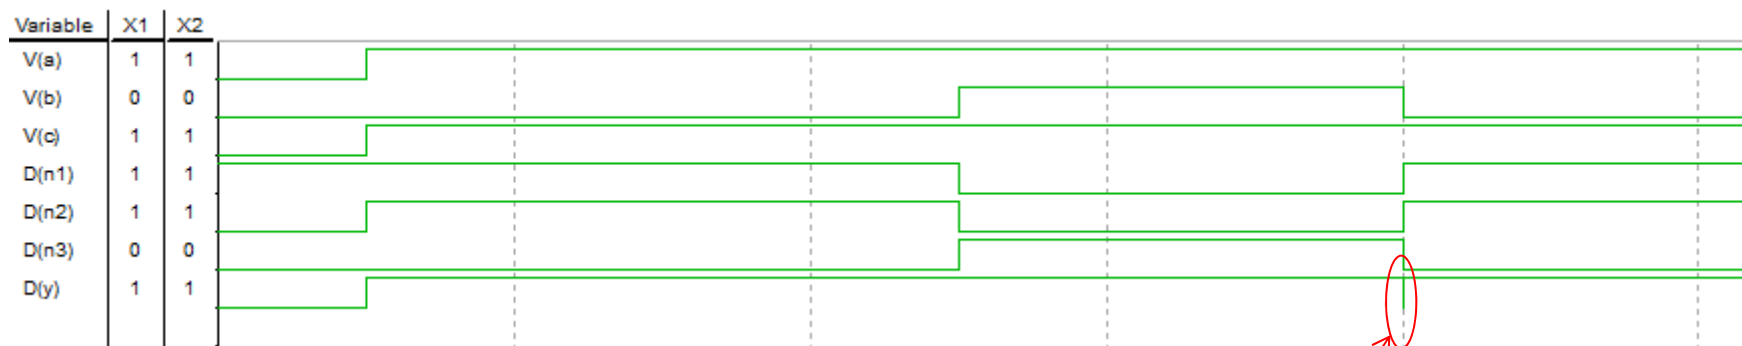 Variable X1 X2
V(a) 1 1
V(b) 0 0
V(c) 1 1
D(n1) 1 1
D(n2) 1 1
D(n3) 0 0
D(y) 1 1